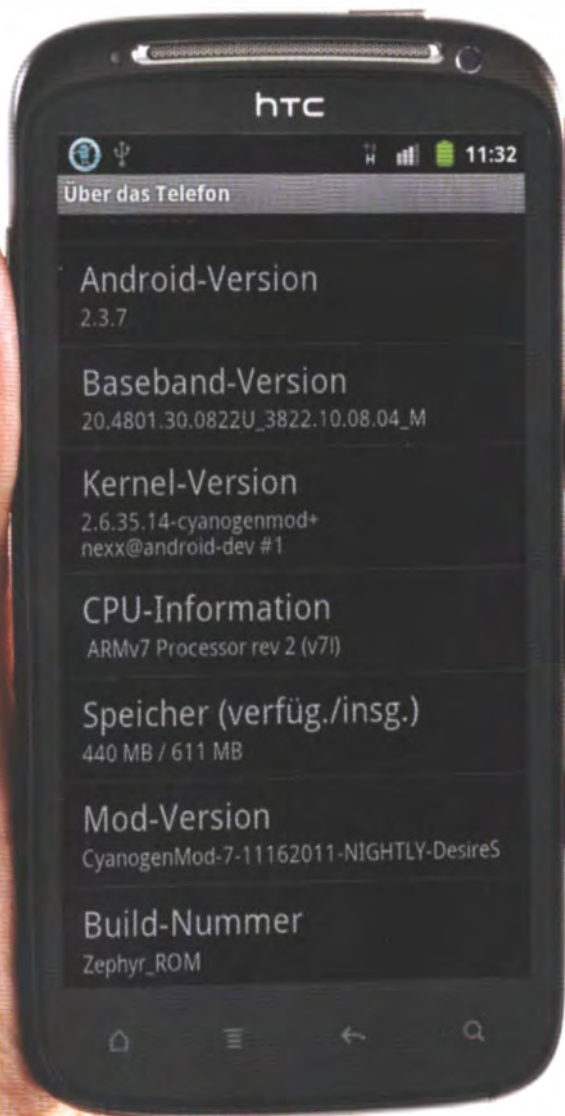 hTC
H 11:32
Über das Telefon
Android-Version
2.3.7
Baseband-Version
20.4801.30.0822U_3822.10.08.04_M
Kernel-Version
2.6.35.14-cyanogenmod+
nexx@android-dev #1
CPU-Information
ARMv7 Processor rev 2 (v7l)
Speicher (verfüg./insg.)
440 MB / 611 MB
Mod-Version
CyanogenMod-7-11162011-NIGHTLY-DesireS
Build-Nummer
Zephyr_ROM